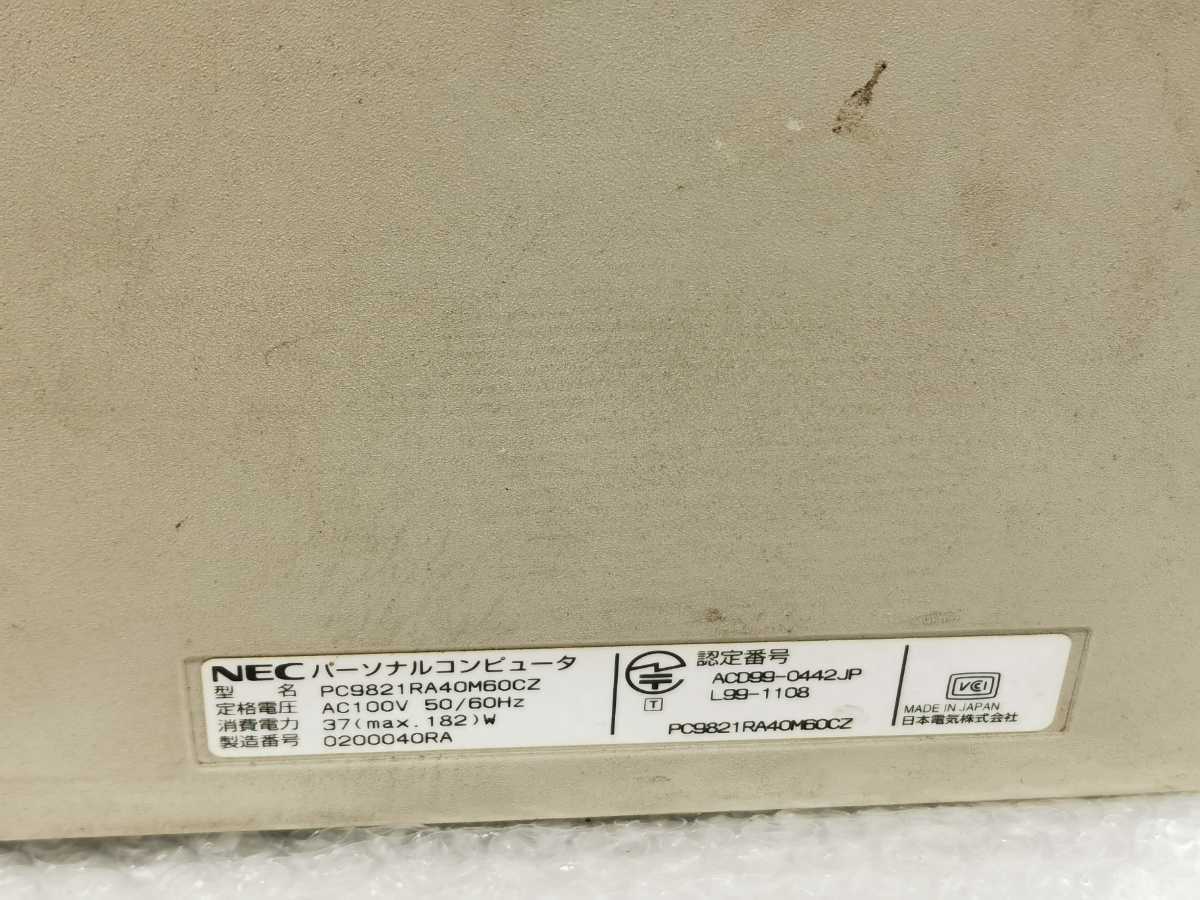 NEC パーソナルコンピュータ
型 名 PC9821RA40M60CZ
定格電圧 AC100V 50/60Hz
消費電力 37(max.182)W
製造番号 0200040RA
T
認定番号
ACD99-0442JP
L99-1108
PC9821RA40M60CZ
VCI
MADE IN JAPAN
日本電気株式会社